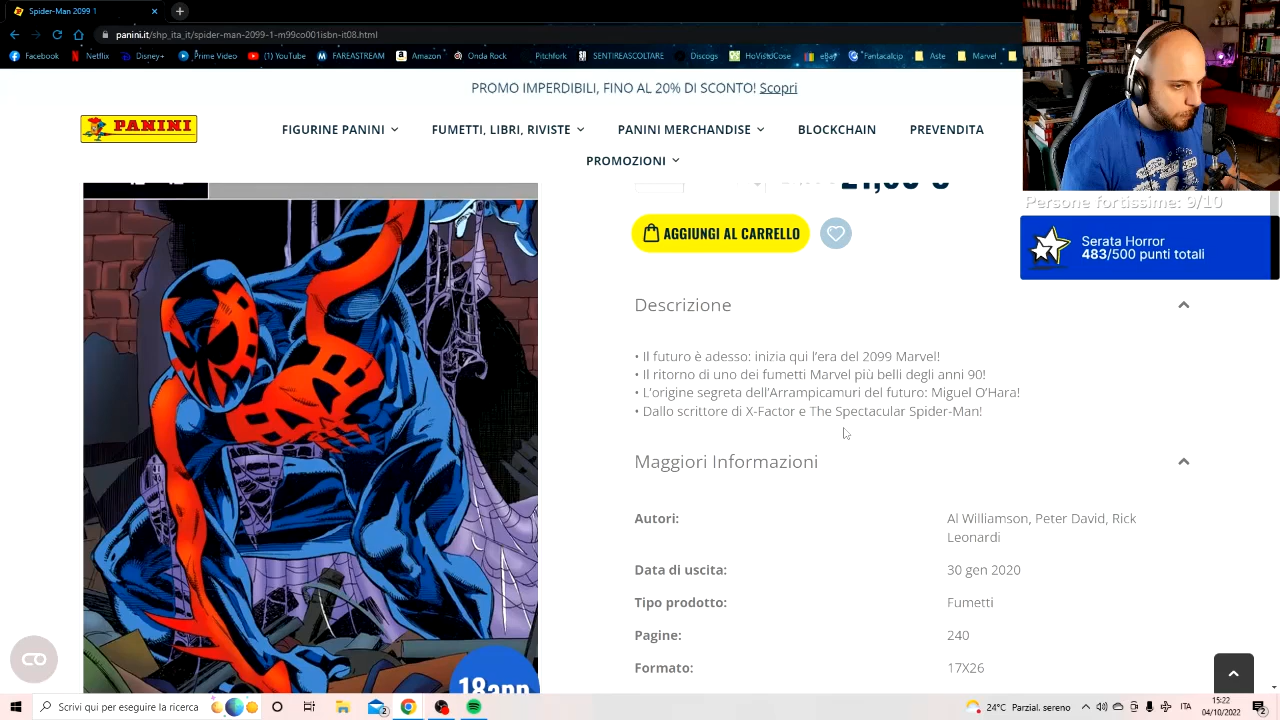 Spider-Man 2099 1
panini.it/shp_ita_it/spider-man-2099-1-m99co001isbn-it08.html
Facebook Netflix Disney+ Prime Video (1) YouTube FAREASTREAM Amazon Onda Rock Pitchfork SENTIREASCOLTARE Discogs HoVistoCose eBay Fantacalcip Aste Marvel
PROMO IMPERDIBILI, FINO AL 20% DI SCONTO! Scopri
PANINI
FIGURINE PANINI FUMETTI, LIBRI, RIVISTE PANINI MERCHANDISE BLOCKCHAIN PREVENDITA
PROMOZIONI
Persone fortissime: 9/10
AGGIUNGI AL CARRELLO
Serata Horror
483/500 punti totali
Descrizione
• Il futuro è adesso: inizia qui l’era del 2099 Marvel!
• Il ritorno di uno dei fumetti Marvel più belli degli anni 90!
• L’origine segreta dell’Arrampicamuri del futuro: Miguel O’Hara!
• Dallo scrittore di X-Factor e The Spectacular Spider-Man!
Maggiori Informazioni
Autori: Al Williamson, Peter David, Rick
Leonardi
Data di uscita: 30 gen 2020
Tipo prodotto: Fumetti
Pagine: 240
Formato: 17X26
18app
Scrivi qui per eseguire la ricerca
24°C Parzial. sereno
ITA
15:22
04/10/2022